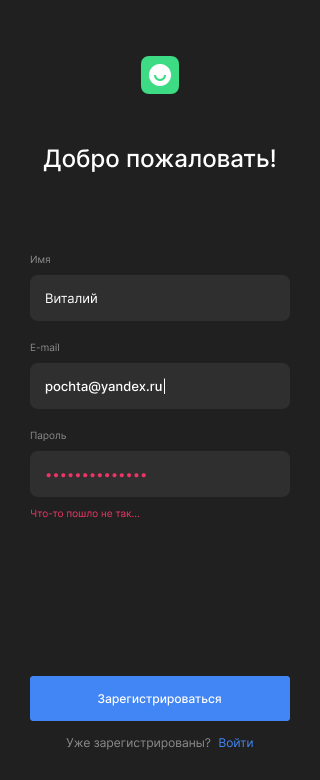 Добро пожаловать!
Имя
Виталий
E-mail
pochta@yandex.ru
Пароль
••••••••••••••
Что-то пошло не так...
Зарегистрироваться
Уже зарегистрированы? Войти